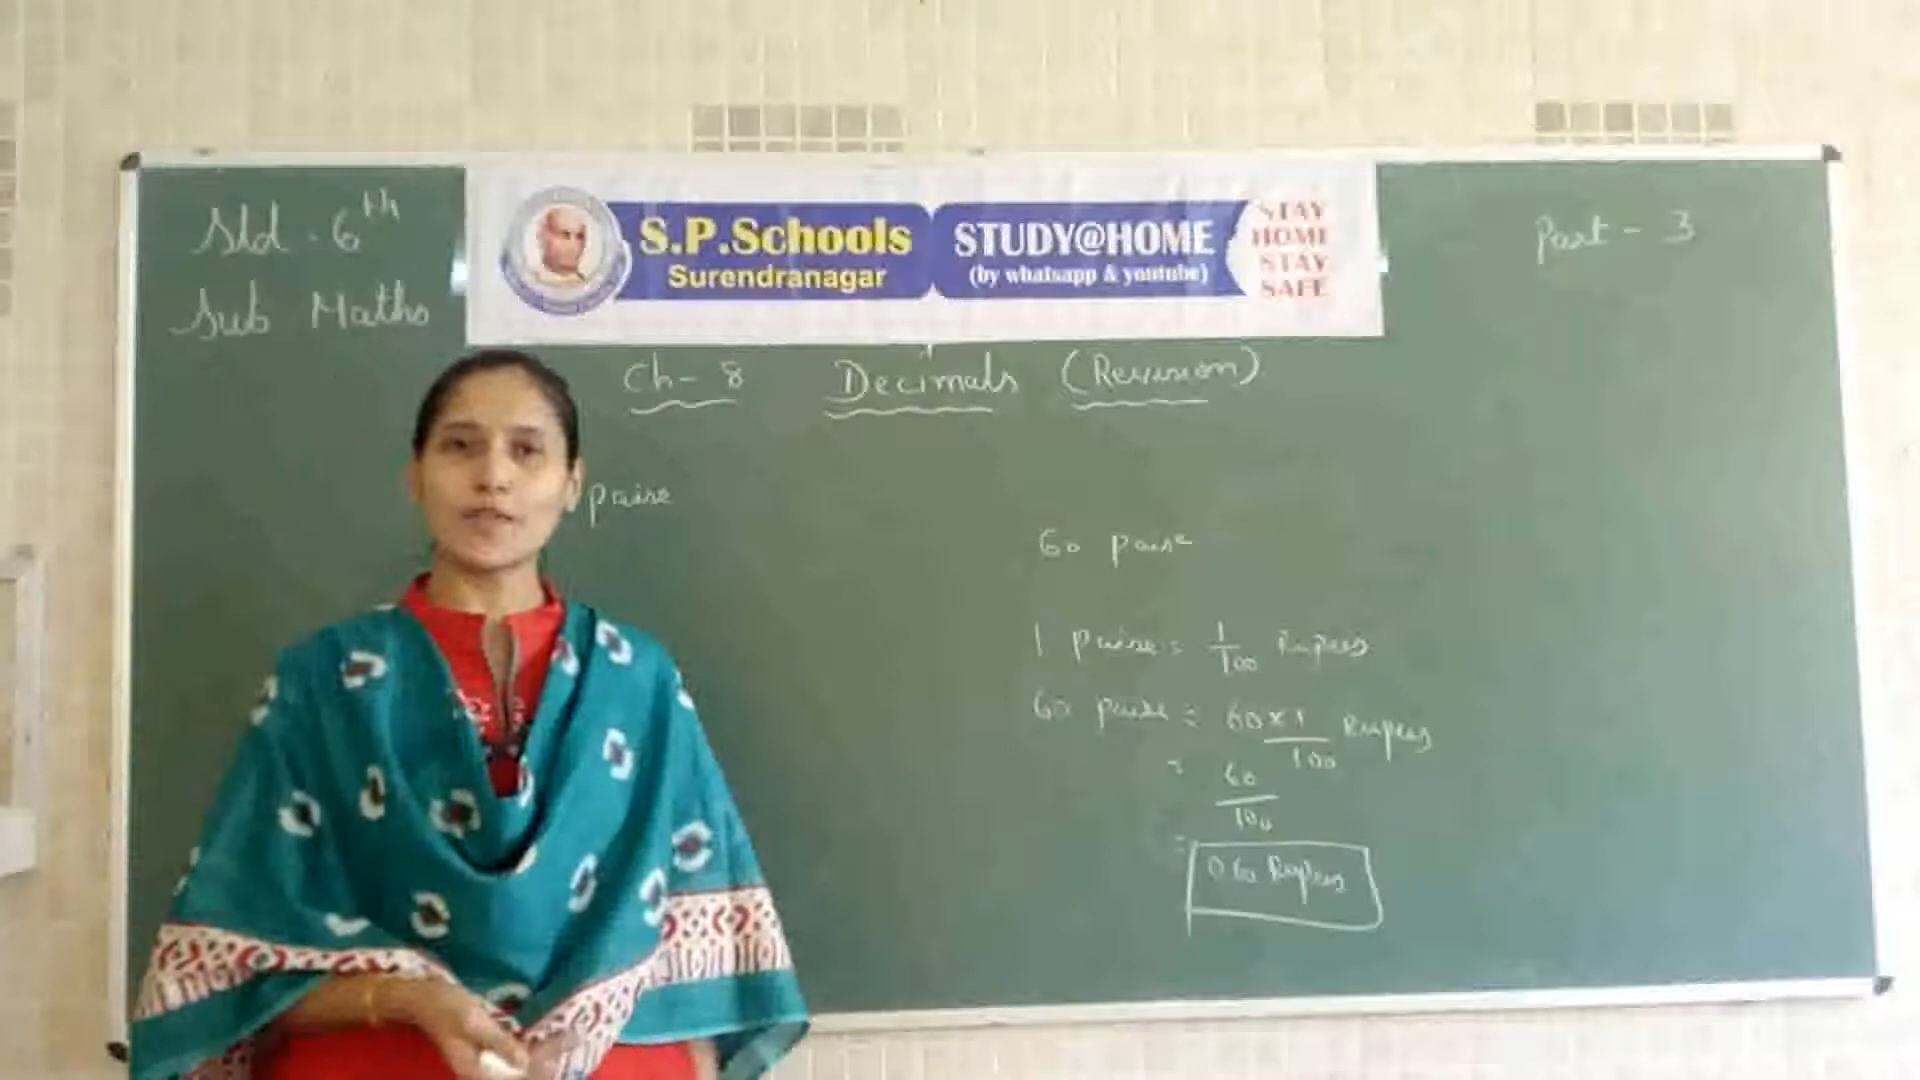 Std - 6th
Sub Maths
S.P.Schools
Surendranagar
STUDY@HOME
(by whatsapp & youtube)
STAY
HOME
STAY
SAFE
Part - 3
Ch - 8 Decimals (Revision)
paise
60 paise
1 paise = 1/100 Rupees
60 paise = 60 x 1/100 Rupees
= 60/100
= 0.60 Rupees